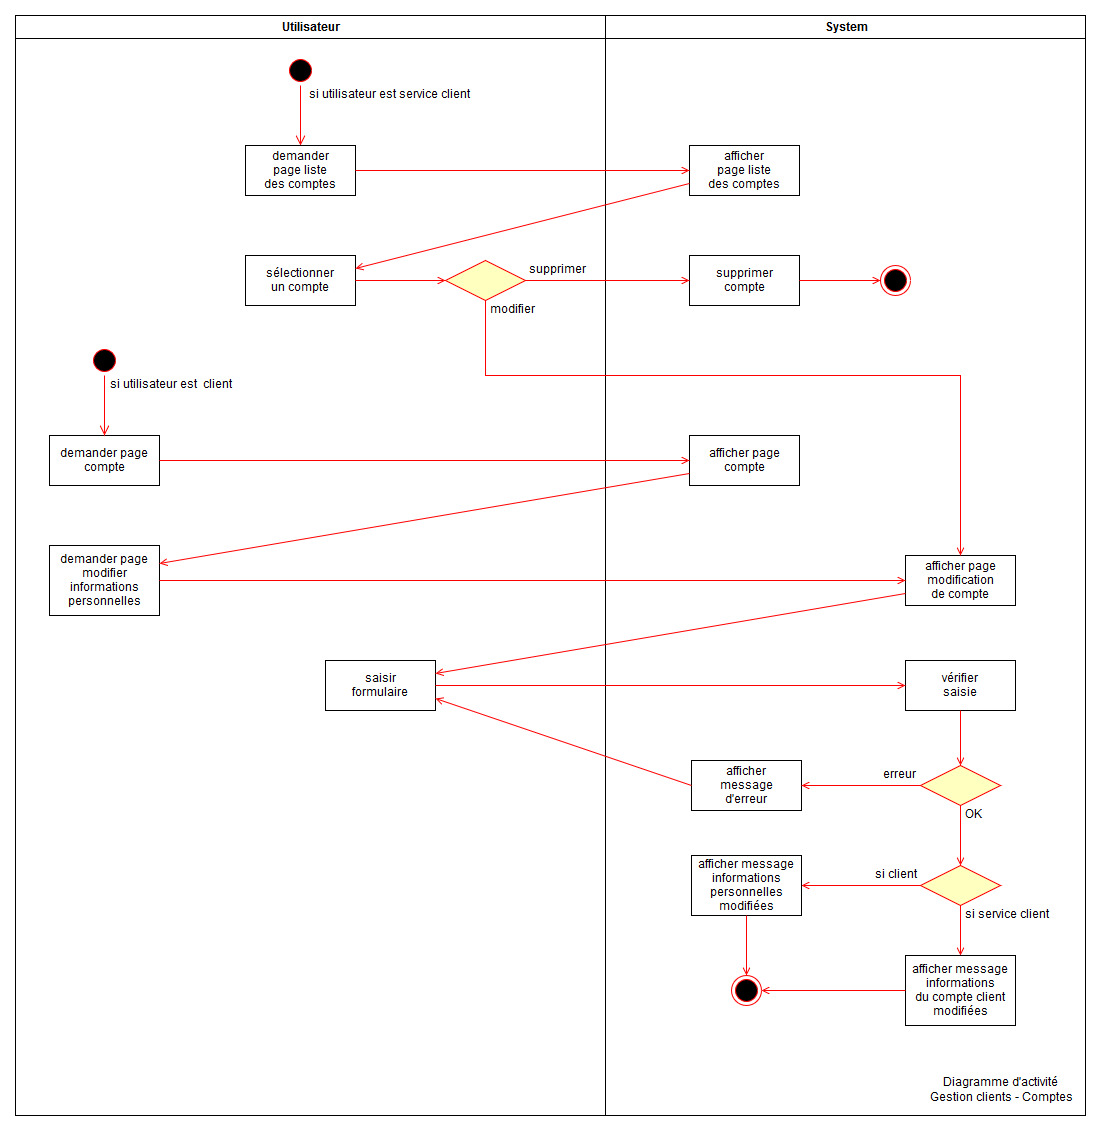 Utilisateur
System
si utilisateur est service client
demander
page liste
des comptes
afficher
page liste
des comptes
sélectionner
un compte
supprimer
modifier
supprimer
compte
si utilisateur est  client
demander page
compte
afficher page
compte
demander page
modifier
informations
personnelles
afficher page
modification
de compte
saisir
formulaire
vérifier
saisie
erreur
OK
afficher
message
d'erreur
si client
si service client
afficher message
informations
personnelles
modifiées
afficher message
informations
du compte client
modifiées
Diagramme d'activité
Gestion clients - Comptes